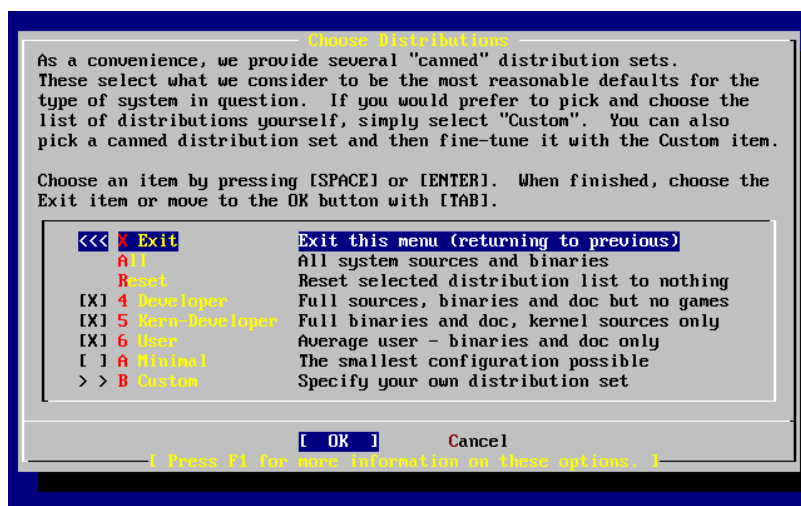 Choose Distributions
As a convenience, we provide several "canned" distribution sets.
These select what we consider to be the most reasonable defaults for the
type of system in question.  If you would prefer to pick and choose the
list of distributions yourself, simply select "Custom".  You can also
pick a canned distribution set and then fine-tune it with the Custom item.
Choose an item by pressing [SPACE] or [ENTER].  When finished, choose the
Exit item or move to the OK button with [TAB].
<<< X Exit Exit this menu (returning to previous)
All All system sources and binaries
Reset Reset selected distribution list to nothing
[X] 4 Developer Full sources, binaries and doc but no games
[X] 5 Kern-Developer Full binaries and doc, kernel sources only
[X] 6 User Average user - binaries and doc only
[ ] A Minimal The smallest configuration possible
> > B Custom Specify your own distribution set
[ OK ] Cancel
[ Press F1 for more information on these options. ]